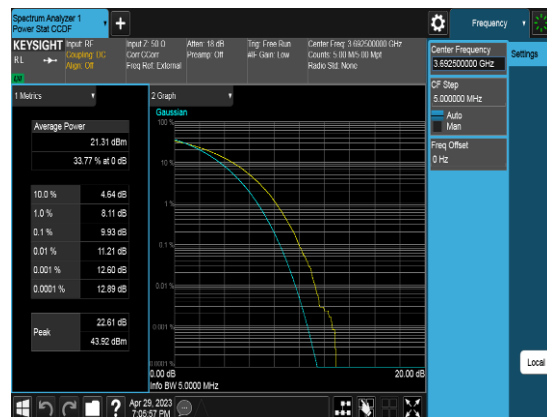 Spectrum Analyzer 1
Power Stat CCDF
Frequency
KEYSIGHT
RL
LXI
Input: RF
Coupling: DC
Align: Off
Input Z: 50 Ω
Corr CCorr
Freq Ref: External
Atten: 18 dB
Preamp: Off
Trig: Free Run
#IF Gain: Low
Center Freq: 3.692500000 GHz
Counts: 5.00 M/5.00 Mpt
Radio Std: None
Center Frequency
3.692500000 GHz
Settings
CF Step
5.000000 MHz
Auto
Man
Freq Offset
0 Hz
1 Metrics
2 Graph
Average Power
21.31 dBm
33.77 % at 0 dB
10.0 % 4.64 dB
1.0 % 8.11 dB
0.1 % 9.93 dB
0.01 % 11.21 dB
0.001 % 12.60 dB
0.0001 % 12.89 dB
Peak
22.61 dB
43.92 dBm
Gaussian
100 %
10 %
1 %
0.1 %
0.01 %
0.001 %
0.0001 %
0.00 dB
20.00 dB
Info BW 5.0000 MHz
Local
?
Apr 29, 2023
7:05:57 PM